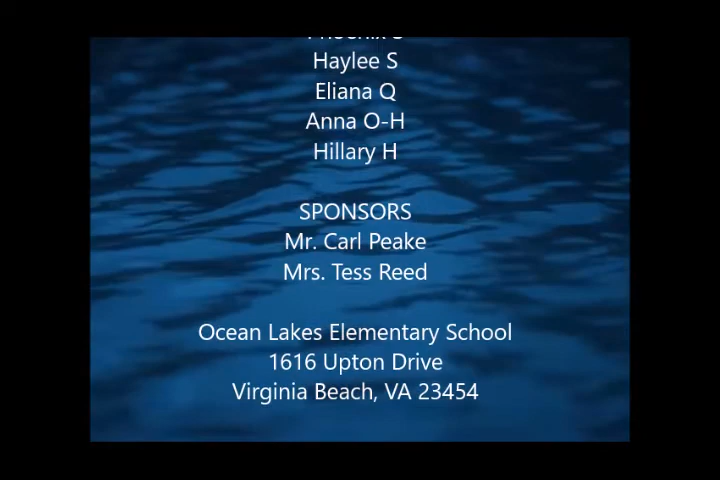 Haylee S
Eliana Q
Anna O-H
Hillary H
SPONSORS
Mr. Carl Peake
Mrs. Tess Reed
Ocean Lakes Elementary School
1616 Upton Drive
Virginia Beach, VA 23454